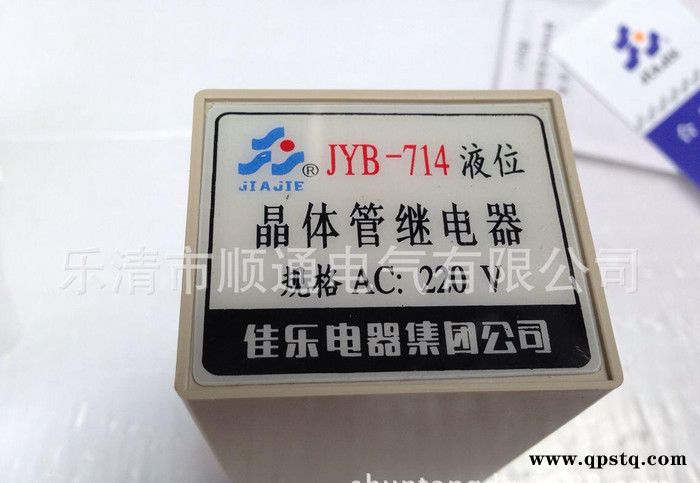 JYB-714 液位
JIAJIE ®
晶体管继电器
乐清市顺通电气有限公司
规格 AC: 220 V
佳乐电器集团公司
JIAJIE
www.qpstq.com